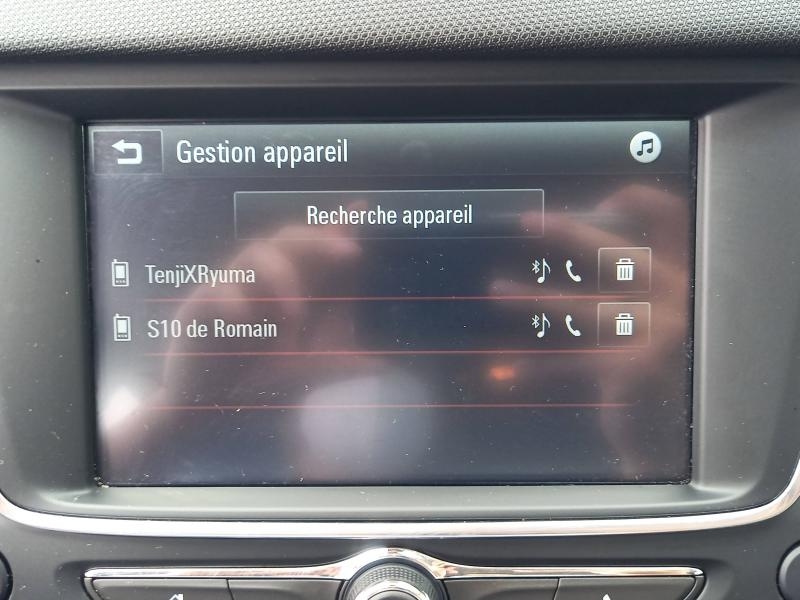 Gestion appareil
Recherche appareil
TenjiXRyuma
S10 de Romain